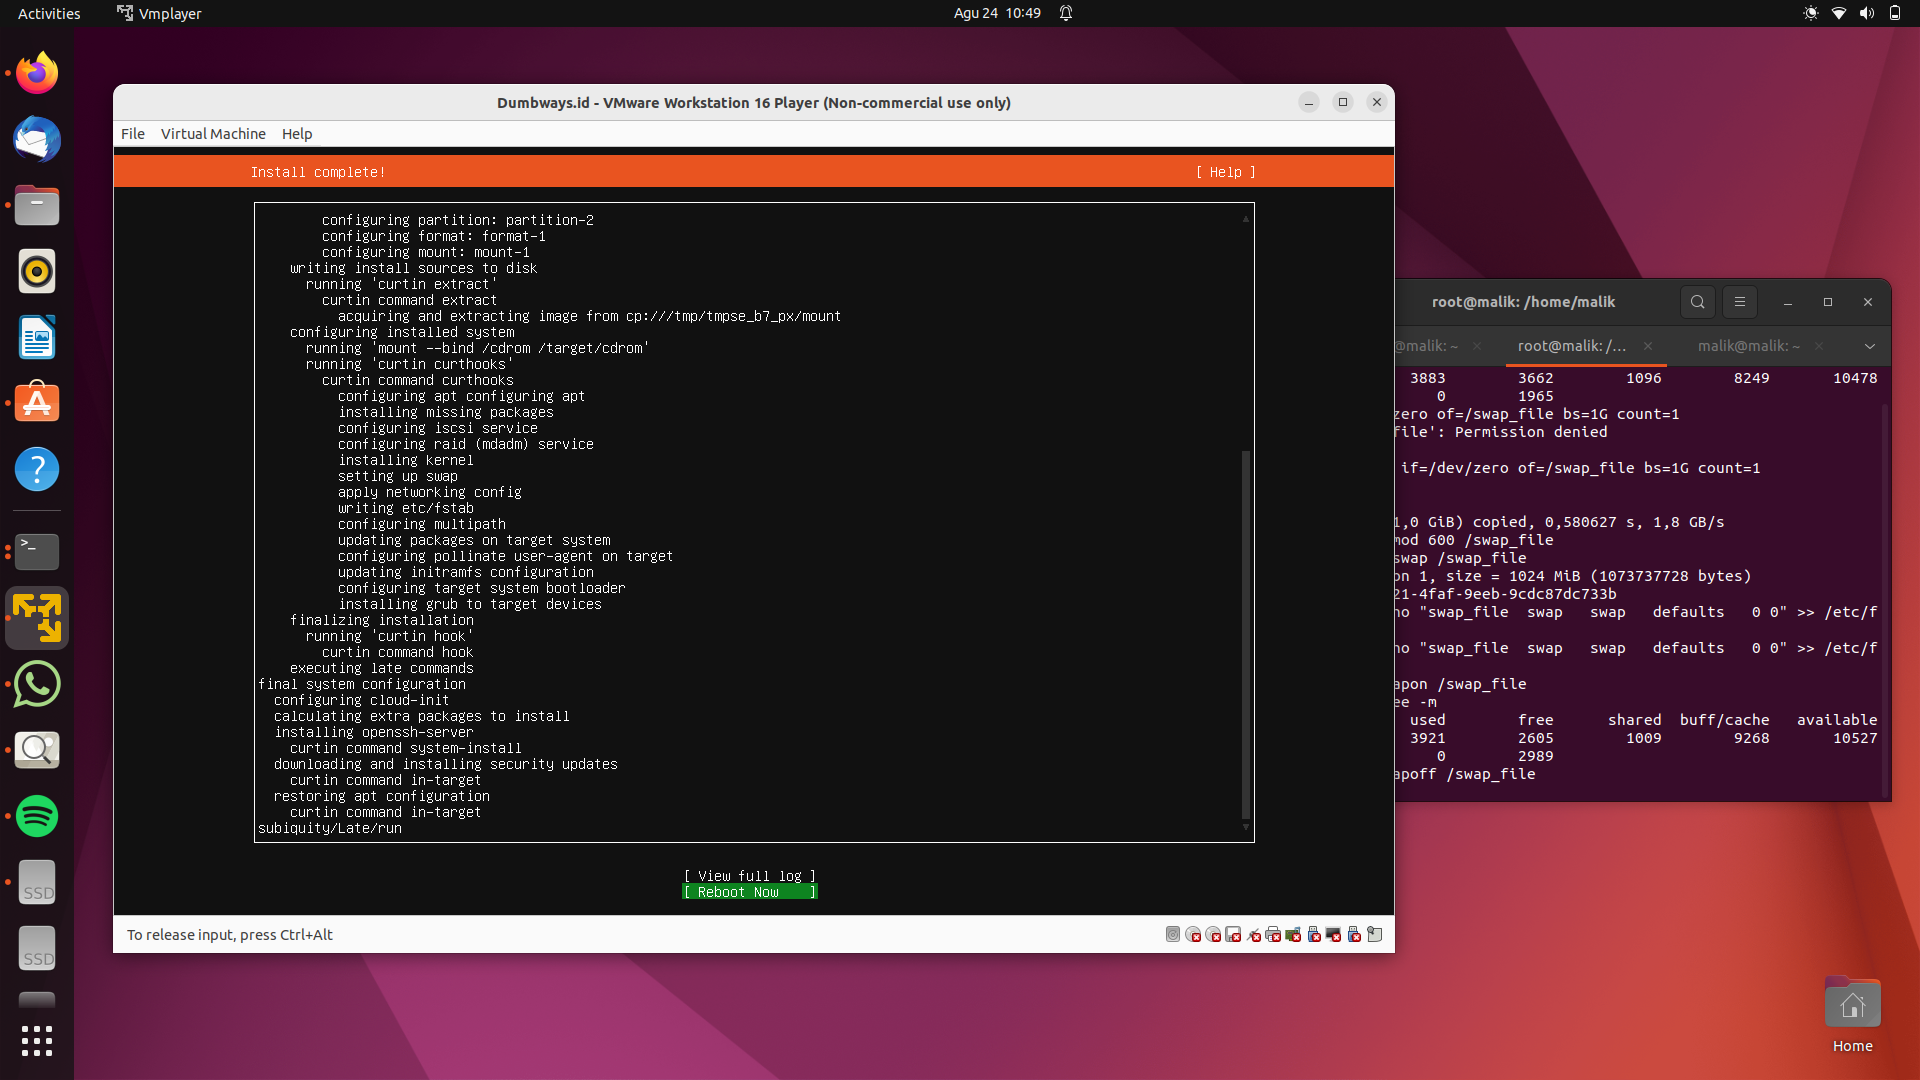 Activities
Vmplayer
Agu 24 10:49
Dumbways.id - VMware Workstation 16 Player (Non-commercial use only)
File Virtual Machine Help
Install complete! [ Help ]
configuring partition: partition-2
configuring format: format-1
configuring mount: mount-1
writing install sources to disk
running 'curtin extract'
curtin command extract
acquiring and extracting image from cp:///tmp/tmpse_b7_px/mount
configuring installed system
running 'mount --bind /cdrom /target/cdrom'
running 'curtin curthooks'
curtin command curthooks
configuring apt configuring apt
installing missing packages
configuring iscsi service
configuring raid (mdadm) service
installing kernel
setting up swap
apply networking config
writing etc/fstab
configuring multipath
updating packages on target system
configuring pollinate user-agent on target
updating initramfs configuration
configuring target system bootloader
installing grub to target devices
finalizing installation
running 'curtin hook'
curtin command hook
executing late commands
final system configuration
configuring cloud-init
calculating extra packages to install
installing openssh-server
curtin command system-install
downloading and installing security updates
curtin command in-target
restoring apt configuration
curtin command in-target
subiquity/Late/run
[ View full log ]
[ Reboot Now ]
To release input, press Ctrl+Alt
root@malik: /home/malik
@malik: ~ root@malik: /... malik@malik: ~
3883 3662 1096 8249 10478
0 1965
zero of=/swap_file bs=1G count=1
file': Permission denied
if=/dev/zero of=/swap_file bs=1G count=1
1,0 GiB) copied, 0,580627 s, 1,8 GB/s
mod 600 /swap_file
swap /swap_file
on 1, size = 1024 MiB (1073737728 bytes)
21-4faf-9eeb-9cdc87dc733b
ho "swap_file swap swap defaults 0 0" >> /etc/f
ho "swap_file swap swap defaults 0 0" >> /etc/f
apon /swap_file
ee -m
used free shared buff/cache available
3921 2605 1009 9268 10527
0 2989
apoff /swap_file
SSD
SSD
Home